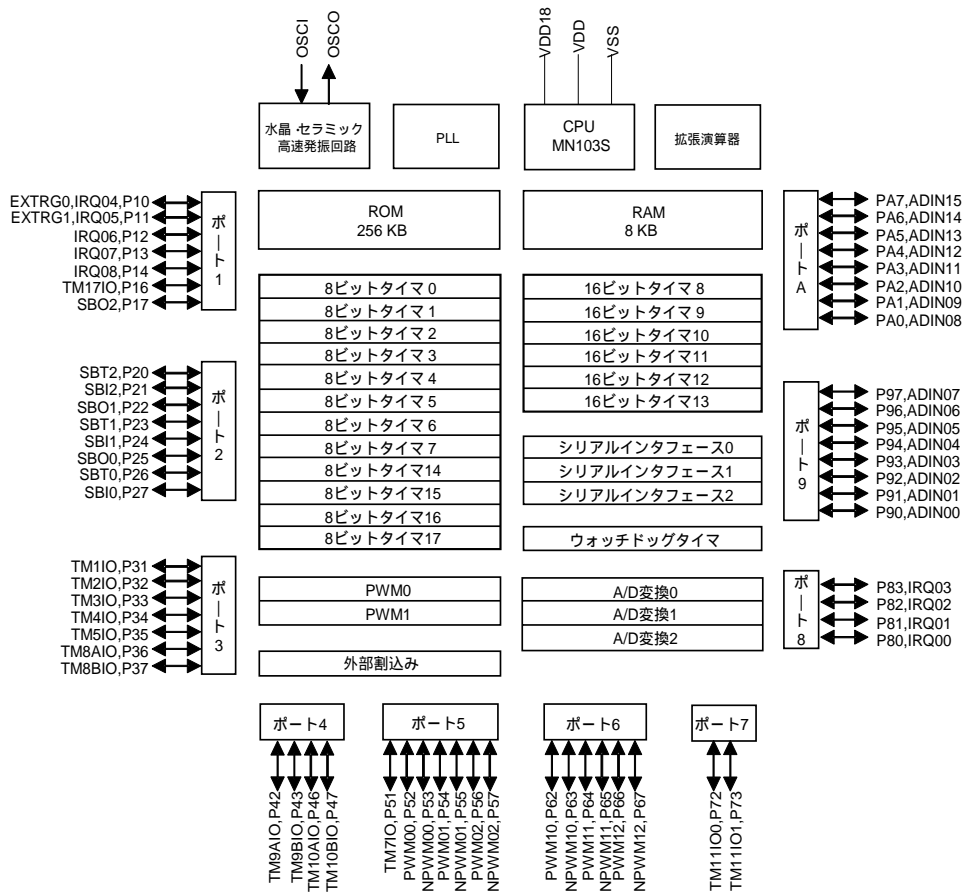 OSCI
OSCO
VDD18
VDD
VSS
水晶・セラミック
高速発振回路
PLL
CPU
MN103S
拡張演算器
EXTRG0,IRQ04,P10
EXTRG1,IRQ05,P11
IRQ06,P12
IRQ07,P13
IRQ08,P14
TM17IO,P16
SBO2,P17
ポート1
ROM
256 KB
RAM
8 KB
ポートA
PA7,ADIN15
PA6,ADIN14
PA5,ADIN13
PA4,ADIN12
PA3,ADIN11
PA2,ADIN10
PA1,ADIN09
PA0,ADIN08
8ビットタイマ 0
8ビットタイマ 1
8ビットタイマ 2
8ビットタイマ 3
8ビットタイマ 4
8ビットタイマ 5
8ビットタイマ 6
8ビットタイマ 7
8ビットタイマ14
8ビットタイマ15
8ビットタイマ16
8ビットタイマ17
16ビットタイマ 8
16ビットタイマ 9
16ビットタイマ10
16ビットタイマ11
16ビットタイマ12
16ビットタイマ13
SBT2,P20
SBI2,P21
SBO1,P22
SBT1,P23
SBI1,P24
SBO0,P25
SBT0,P26
SBI0,P27
ポート2
シリアルインタフェース0
シリアルインタフェース1
シリアルインタフェース2
ウォッチドッグタイマ
ポート9
P97,ADIN07
P96,ADIN06
P95,ADIN05
P94,ADIN04
P93,ADIN03
P92,ADIN02
P91,ADIN01
P90,ADIN00
TM1IO,P31
TM2IO,P32
TM3IO,P33
TM4IO,P34
TM5IO,P35
TM8AIO,P36
TM8BIO,P37
ポート3
PWM0
PWM1
外部割込み
A/D変換0
A/D変換1
A/D変換2
ポート8
P83,IRQ03
P82,IRQ02
P81,IRQ01
P80,IRQ00
ポート4
ポート5
ポート6
ポート7
TM9AIO,P42
TM9BIO,P43
TM10AIO,P46
TM10BIO,P47
TM7IO,P51
PWM00,P52
NPWM00,P53
PWM01,P54
NPWM01,P55
PWM02,P56
NPWM02,P57
PWM10,P62
NPWM10,P63
PWM11,P64
NPWM11,P65
PWM12,P66
NPWM12,P67
TM11IO0,P72
TM11IO1,P73